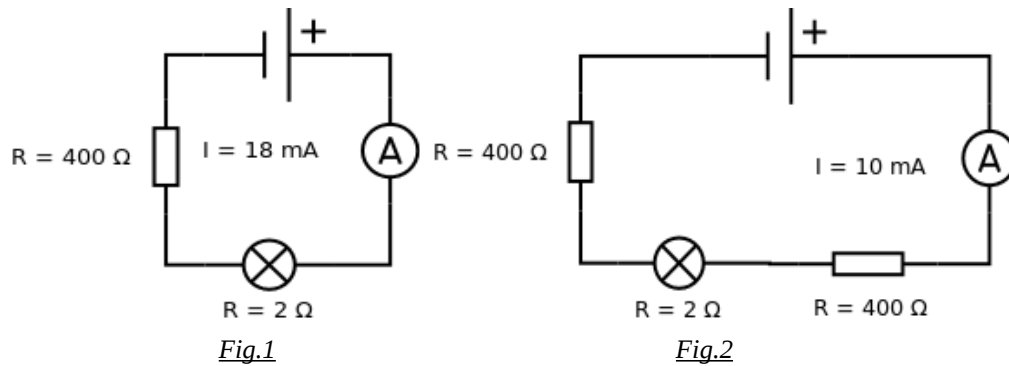 +
R = 400 Ω
I = 18 mA
A
R = 2 Ω
Fig.1
+
R = 400 Ω
I = 10 mA
A
R = 2 Ω
R = 400 Ω
Fig.2